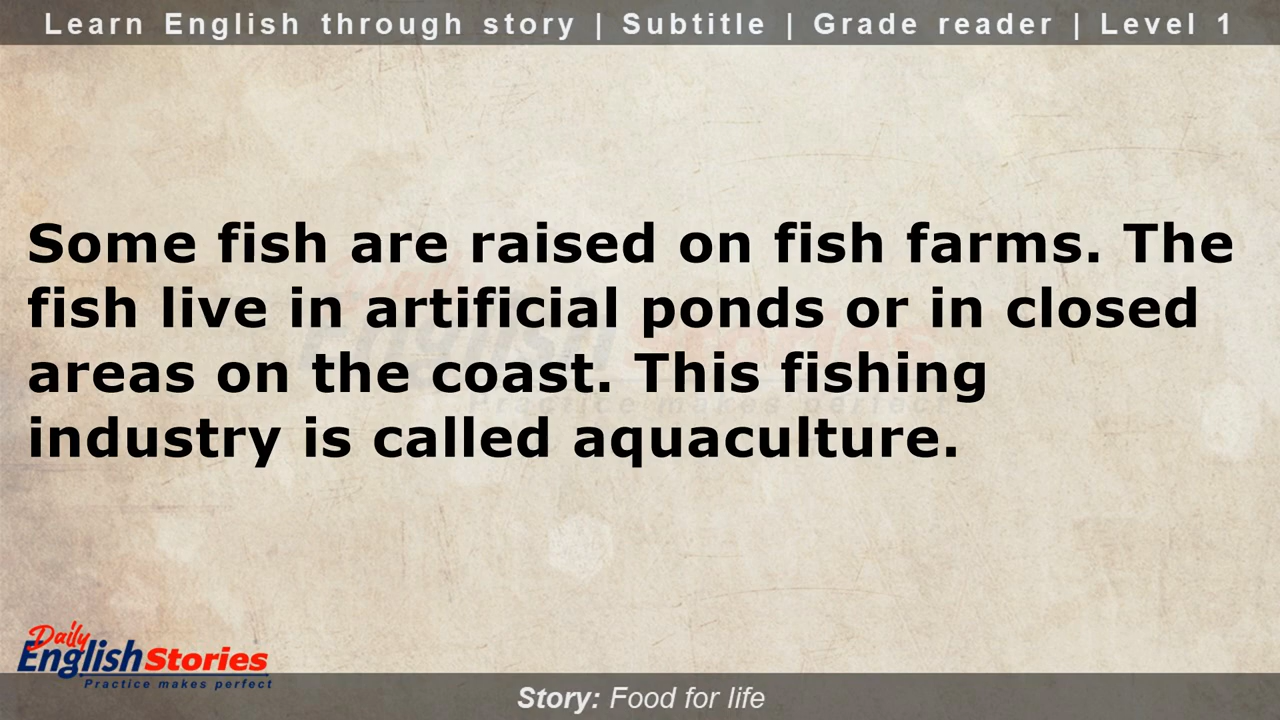 Learn English through story | Subtitle | Grade reader | Level 1
Some fish are raised on fish farms. The
fish live in artificial ponds or in closed
areas on the coast. This fishing
industry is called aquaculture.
Daily
English Stories
Practice makes perfect
Story: Food for life